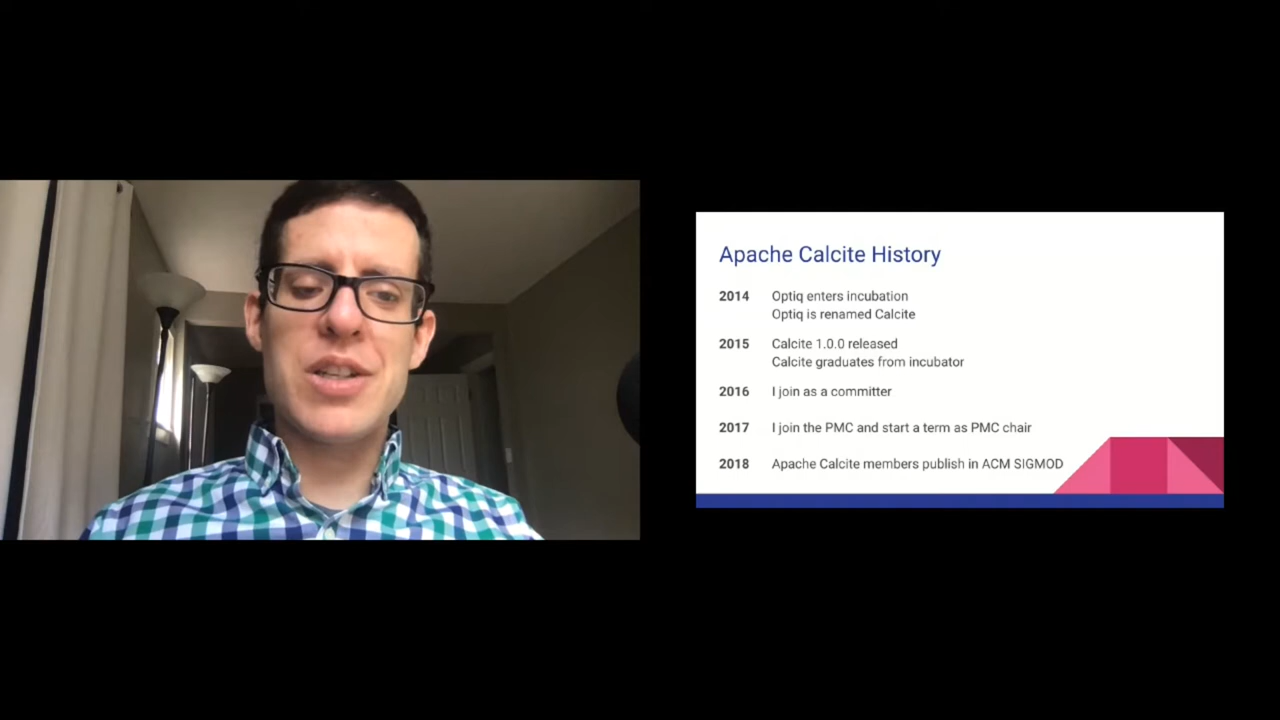 Apache Calcite History
2014 Optiq enters incubation
Optiq is renamed Calcite
2015 Calcite 1.0.0 released
Calcite graduates from incubator
2016 I join as a committer
2017 I join the PMC and start a term as PMC chair
2018 Apache Calcite members publish in ACM SIGMOD